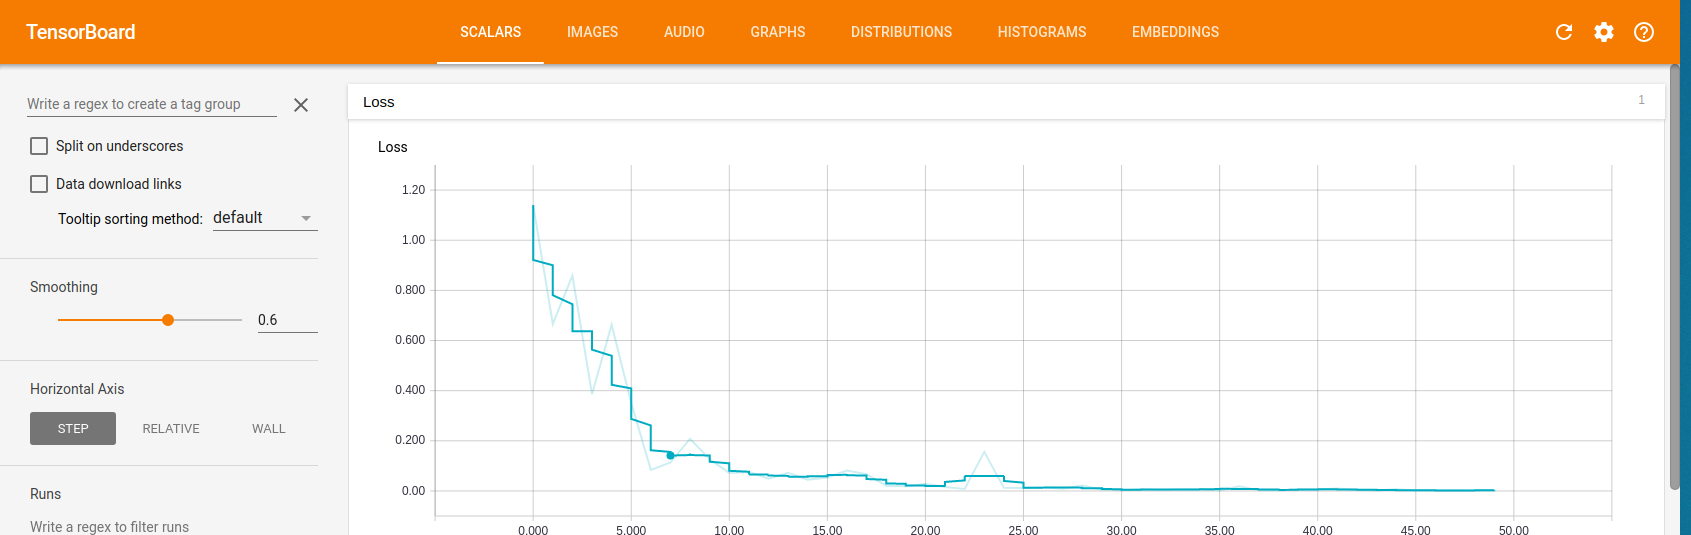 TensorBoard SCALARS IMAGES AUDIO GRAPHS DISTRIBUTIONS HISTOGRAMS EMBEDDINGS
Write a regex to create a tag group
Split on underscores
Data download links
Tooltip sorting method: default
Smoothing
0.6
Horizontal Axis
STEP RELATIVE WALL
Runs
Write a regex to filter runs
Loss 1
Loss
1.20
1.00
0.800
0.600
0.400
0.200
0.00
0.000 5.000 10.00 15.00 20.00 25.00 30.00 35.00 40.00 45.00 50.00